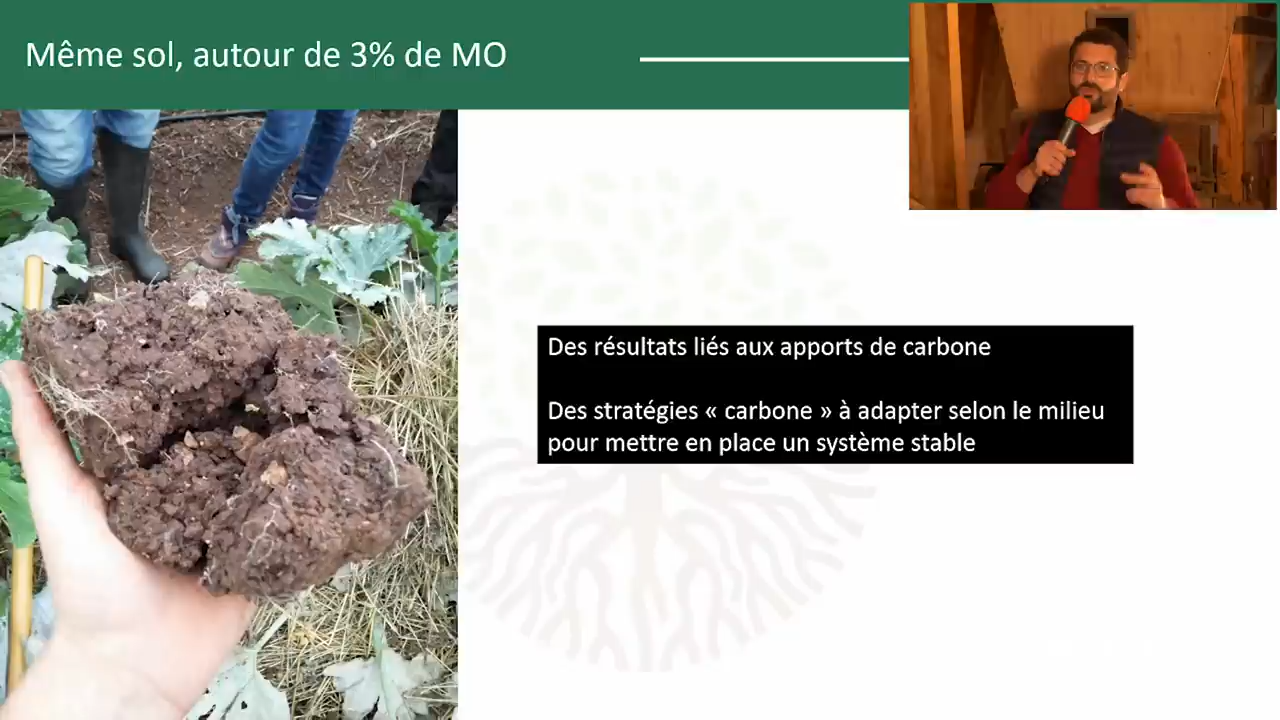 Même sol, autour de 3% de MO
Des résultats liés aux apports de carbone
Des stratégies « carbone » à adapter selon le milieu
pour mettre en place un système stable